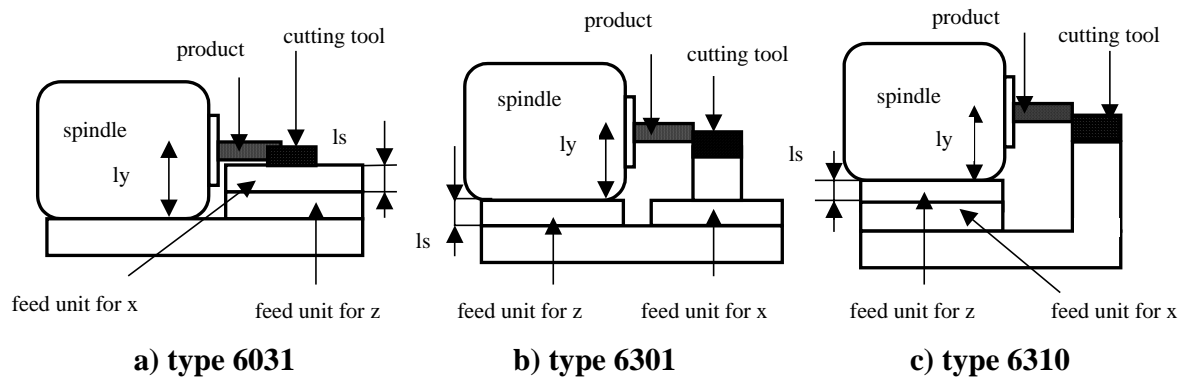 product
cutting tool
spindle
ls
ly
feed unit for x
feed unit for z
a) type 6031
product
cutting tool
spindle
ly
ls
feed unit for z
feed unit for x
b) type 6301
product
cutting tool
spindle
ls
ly
feed unit for z
feed unit for x
c) type 6310